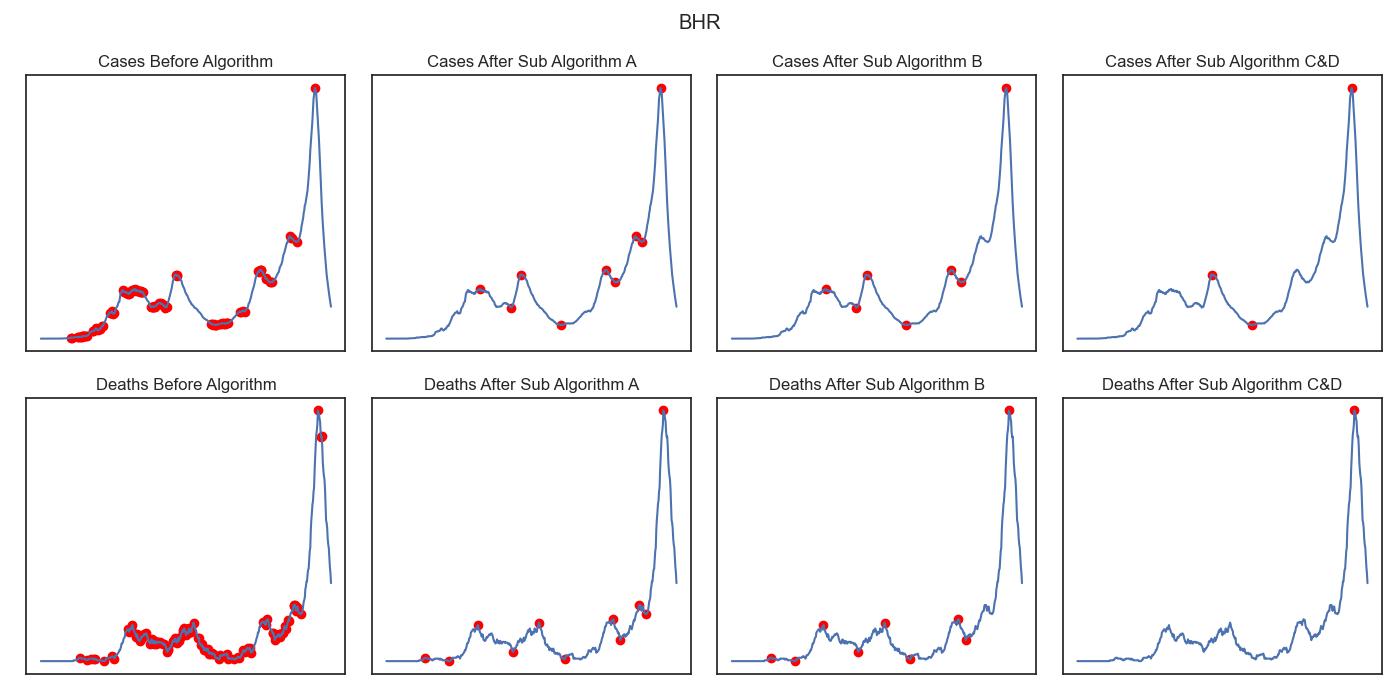 BHR
Cases Before Algorithm
Cases After Sub Algorithm A
Cases After Sub Algorithm B
Cases After Sub Algorithm C&D
Deaths Before Algorithm
Deaths After Sub Algorithm A
Deaths After Sub Algorithm B
Deaths After Sub Algorithm C&D